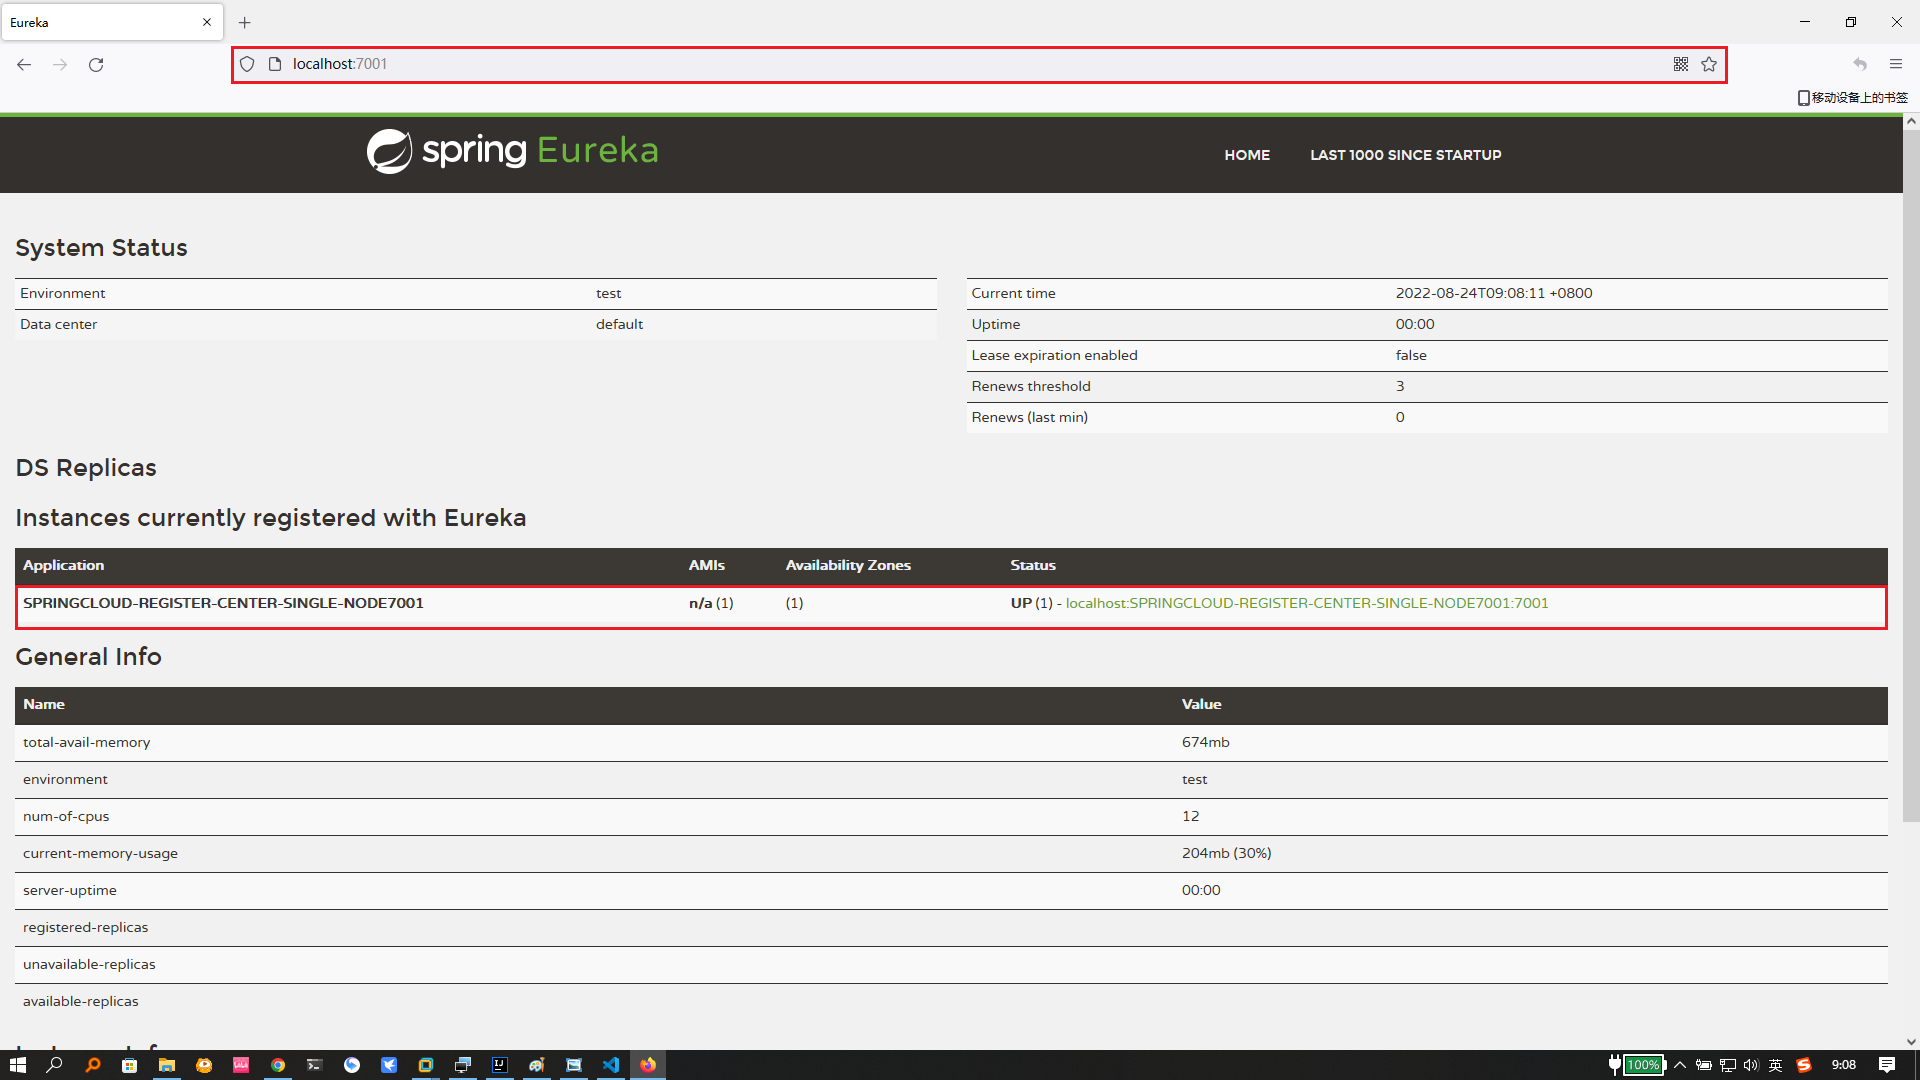 Eureka
localhost:7001
移动设备上的书签
spring Eureka
HOME LAST 1000 SINCE STARTUP
System Status
Environment test
Data center default
Current time 2022-08-24T09:08:11 +0800
Uptime 00:00
Lease expiration enabled false
Renews threshold 3
Renews (last min) 0
DS Replicas
Instances currently registered with Eureka
Application AMIs Availability Zones Status
SPRINGCLOUD-REGISTER-CENTER-SINGLE-NODE7001 n/a (1) (1) UP (1) - localhost:SPRINGCLOUD-REGISTER-CENTER-SINGLE-NODE7001:7001
General Info
Name Value
total-avail-memory 674mb
environment test
num-of-cpus 12
current-memory-usage 204mb (30%)
server-uptime 00:00
registered-replicas
unavailable-replicas
available-replicas
100% 英 9:08